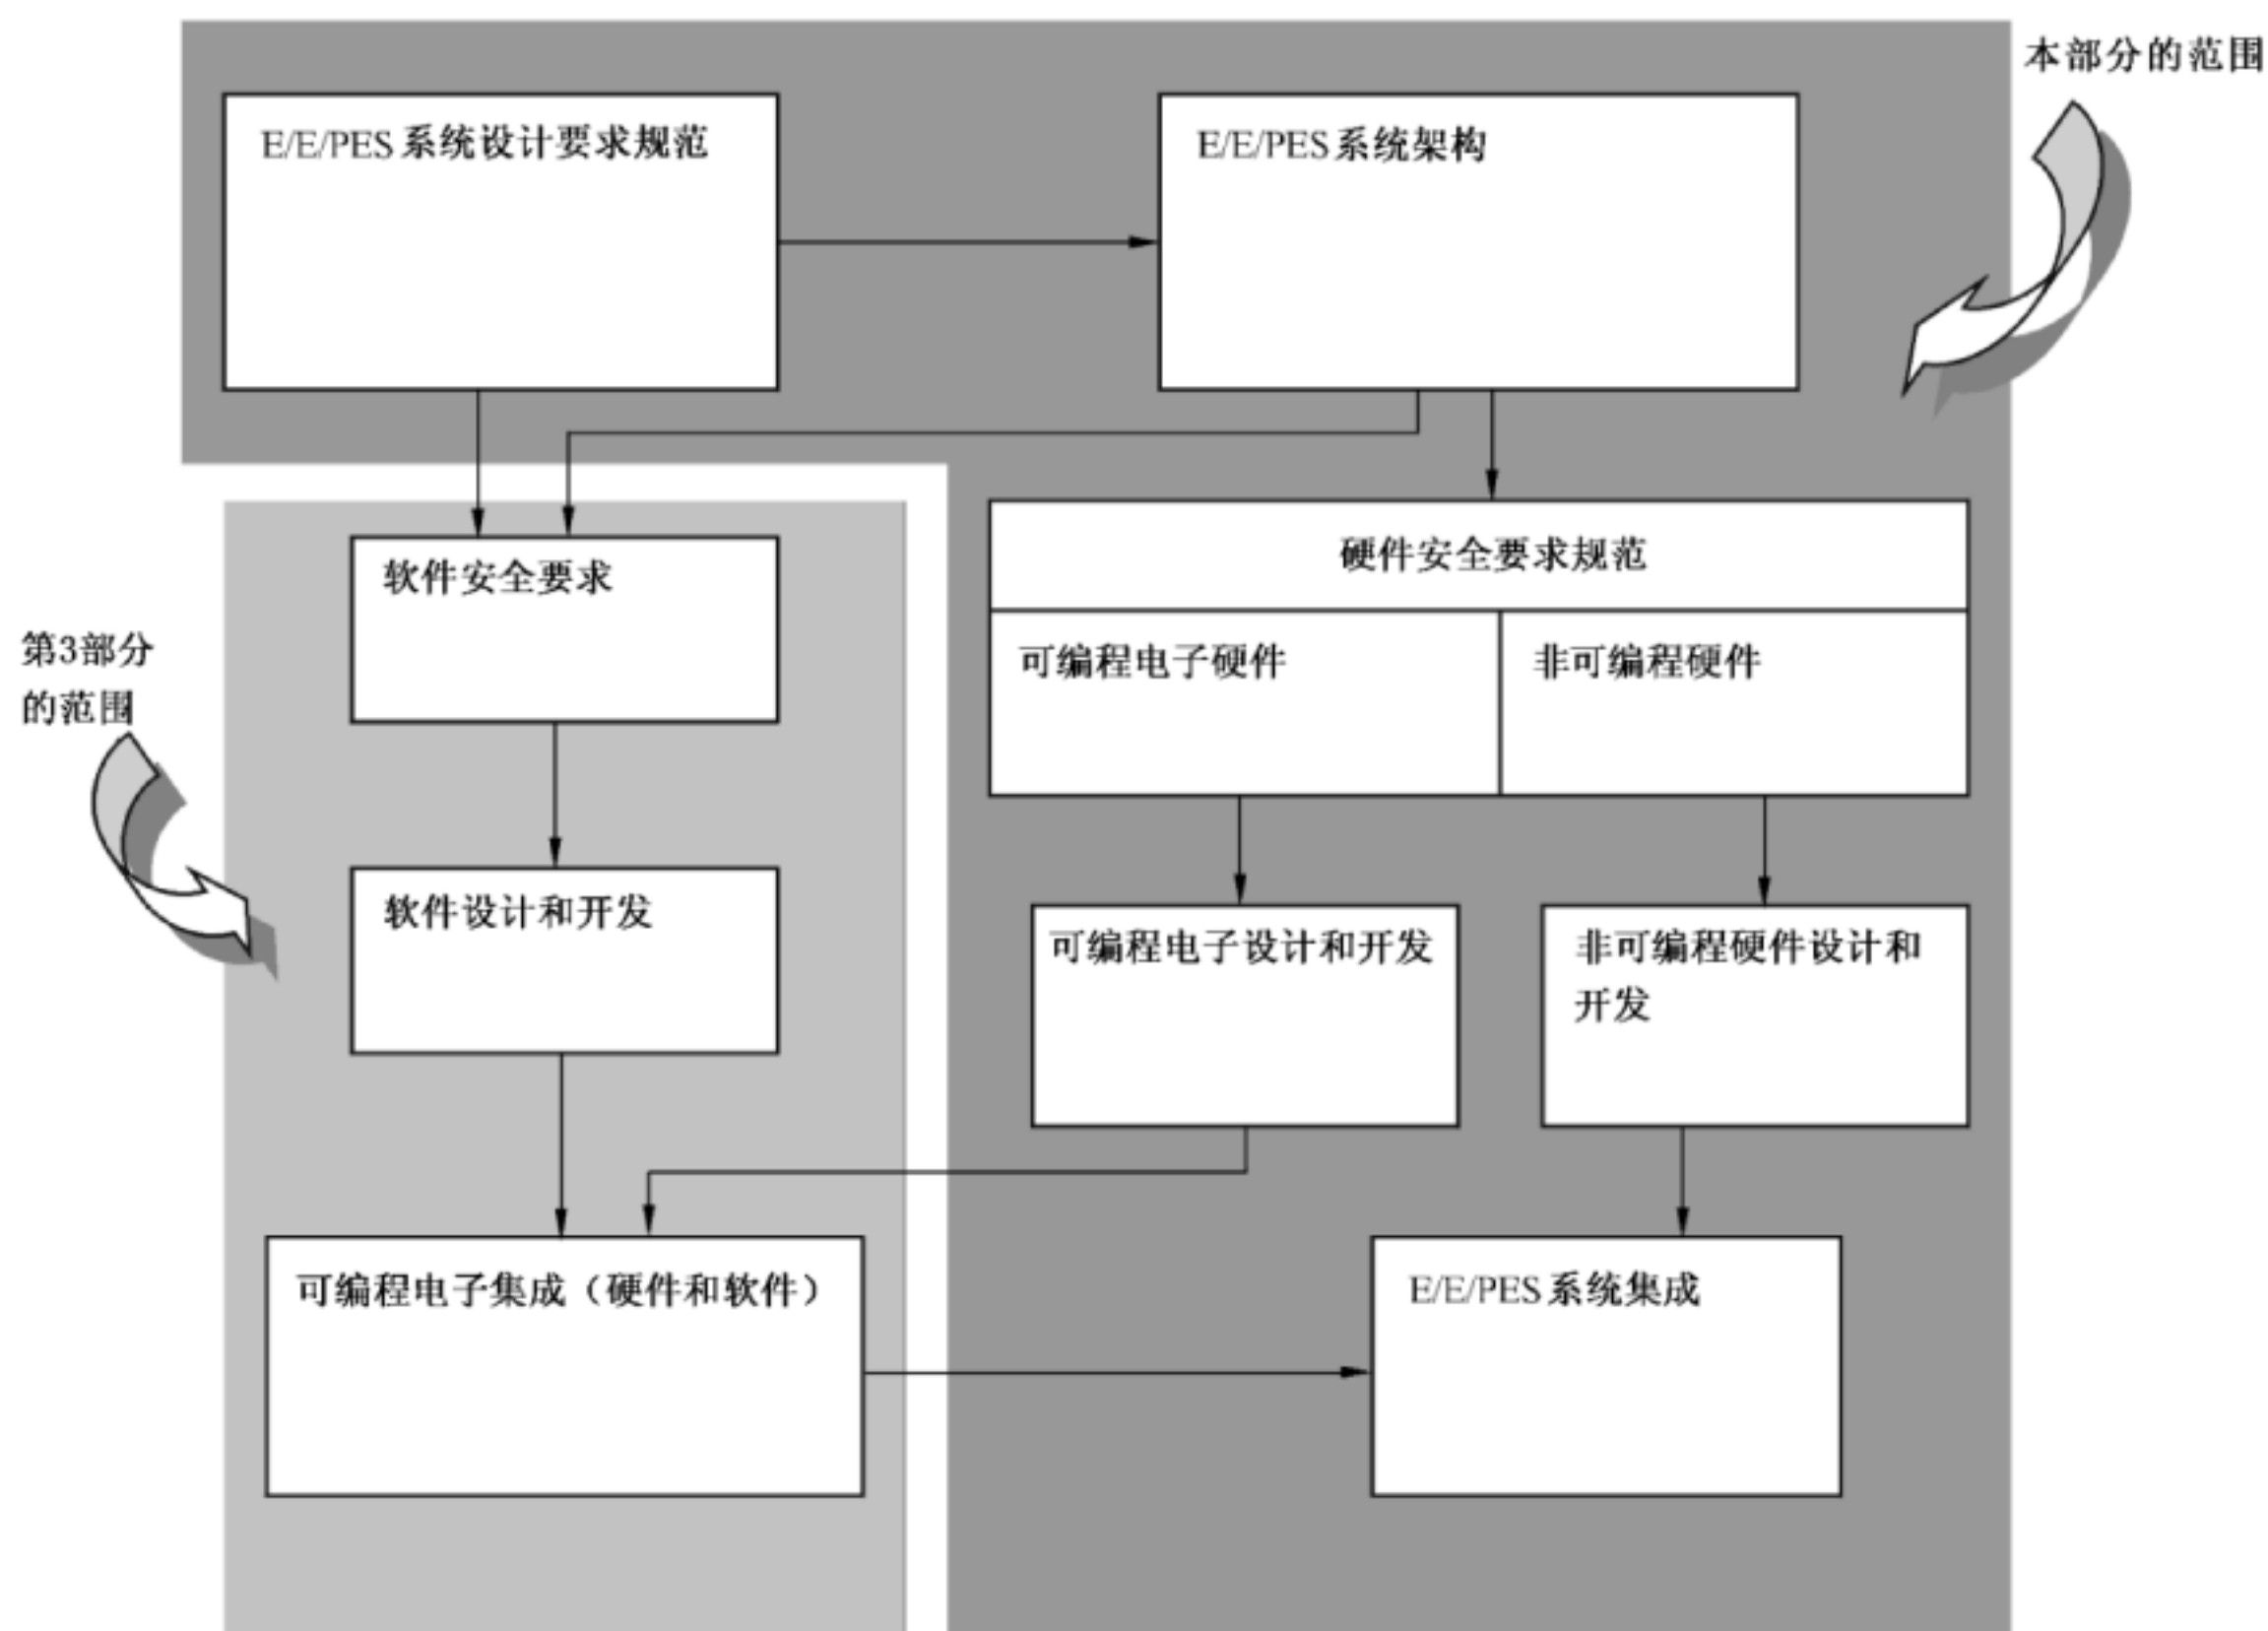 本部分的范围
E/E/PES系统设计要求规范
E/E/PES系统架构
软件安全要求
硬件安全要求规范
可编程电子硬件
非可编程硬件
第3部分
的范围
软件设计和开发
可编程电子设计和开发
非可编程硬件设计和
开发
可编程电子集成（硬件和软件）
E/E/PES系统集成